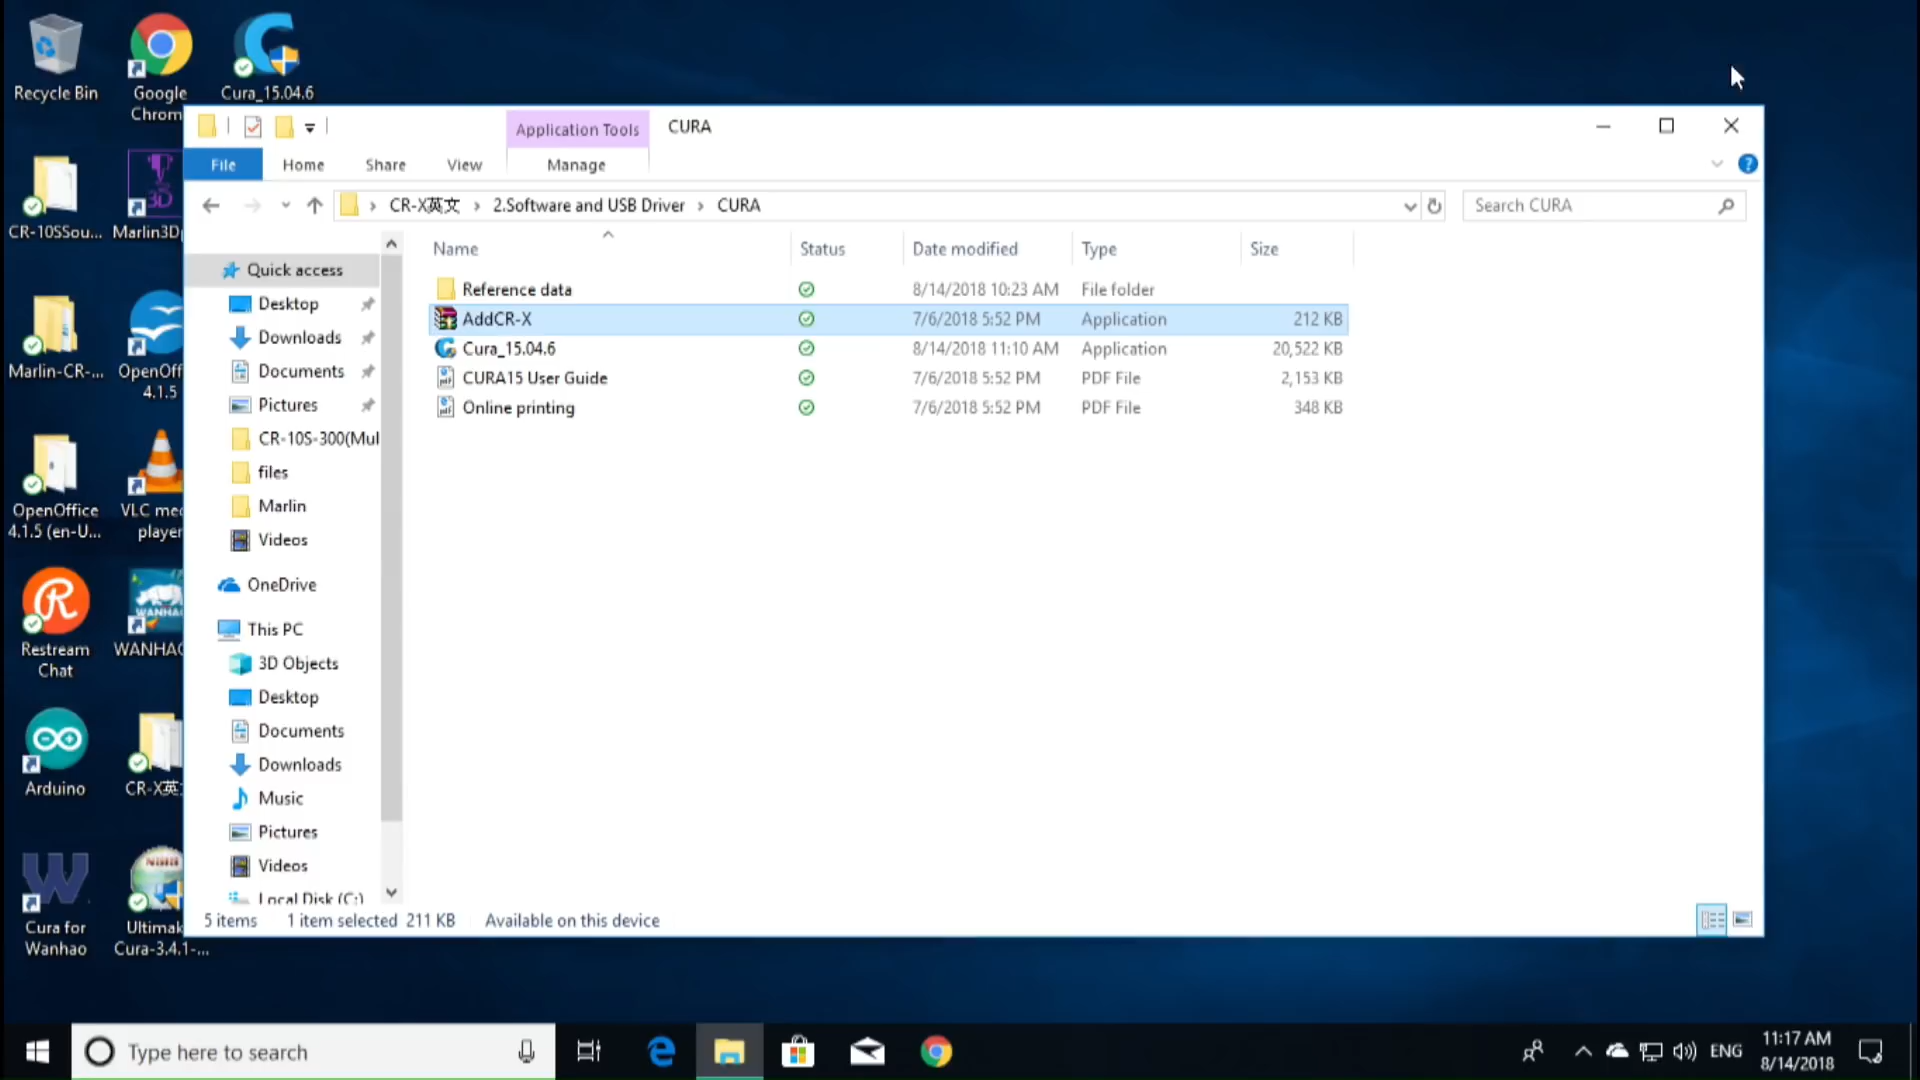 Recycle Bin
Google
Chrom
Cura_15.04.6
CR-10SSou...
Marlin3D
Marlin-CR-...
OpenOff
4.1.5
OpenOffice
4.1.5 (en-U...
VLC med
player
Restream
Chat
WANHAO
WANHAO
Arduino
CR-X英
Cura for
Wanhao
Ultimak
Cura-3.4.1-...
Application Tools
CURA
File
Home
Share
View
Manage
CR-X英文 › 2.Software and USB Driver › CURA
Search CURA
Name
Status
Date modified
Type
Size
Reference data 8/14/2018 10:23 AM File folder
AddCR-X 7/6/2018 5:52 PM Application 212 KB
Cura_15.04.6 8/14/2018 11:10 AM Application 20,522 KB
CURA15 User Guide 7/6/2018 5:52 PM PDF File 2,153 KB
Online printing 7/6/2018 5:52 PM PDF File 348 KB
Quick access
Desktop
Downloads
Documents
Pictures
CR-10S-300(Mul
files
Marlin
Videos
OneDrive
This PC
3D Objects
Desktop
Documents
Downloads
Music
Pictures
Videos
Local Disk (C:)
5 items 1 item selected 211 KB Available on this device
Type here to search
ENG
11:17 AM
8/14/2018